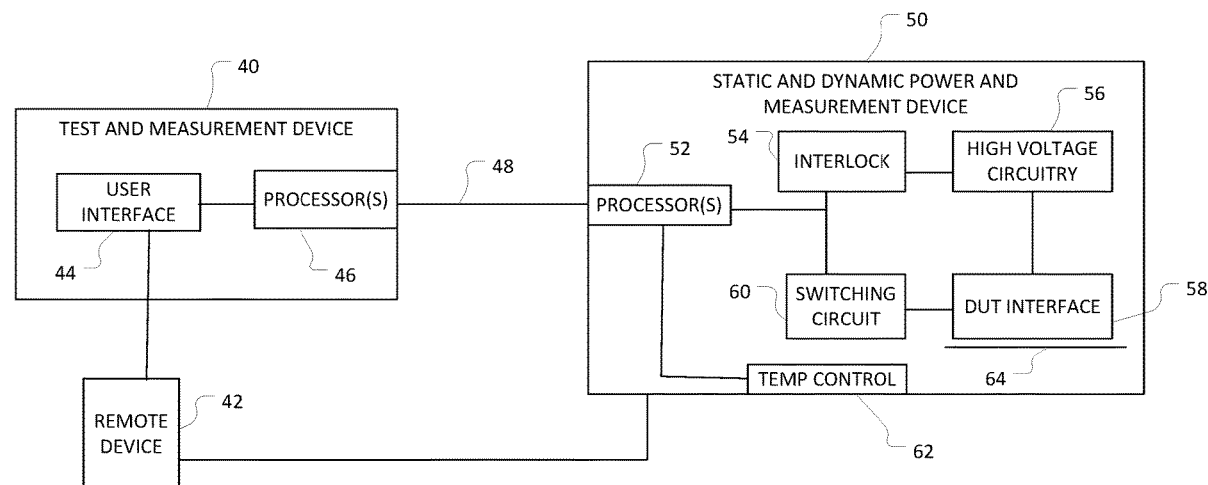 50
40
STATIC AND DYNAMIC POWER AND
MEASUREMENT DEVICE
56
TEST AND MEASUREMENT DEVICE
54
52
INTERLOCK
HIGH VOLTAGE
CIRCUITRY
48
USER
INTERFACE
PROCESSOR(S)
PROCESSOR(S)
44
46
60
SWITCHING
CIRCUIT
DUT INTERFACE
58
64
TEMP CONTROL
42
REMOTE
DEVICE
62